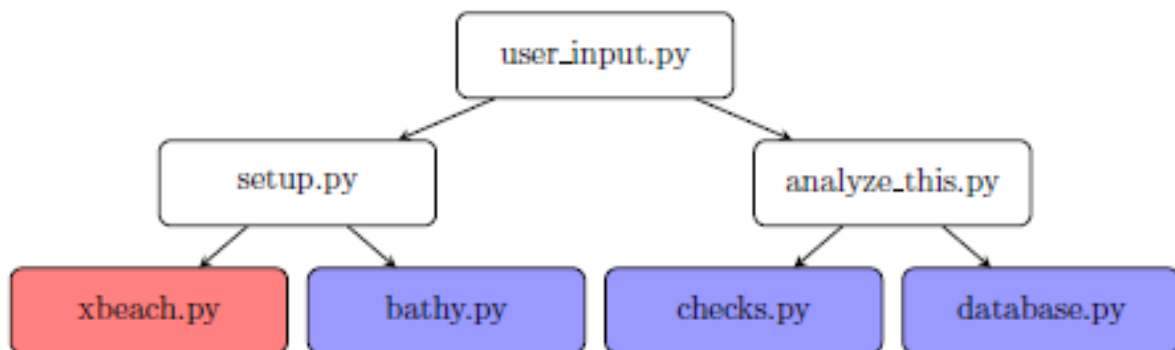 user_input.py
setup.py
analyze_this.py
xbeach.py
bathy.py
checks.py
database.py